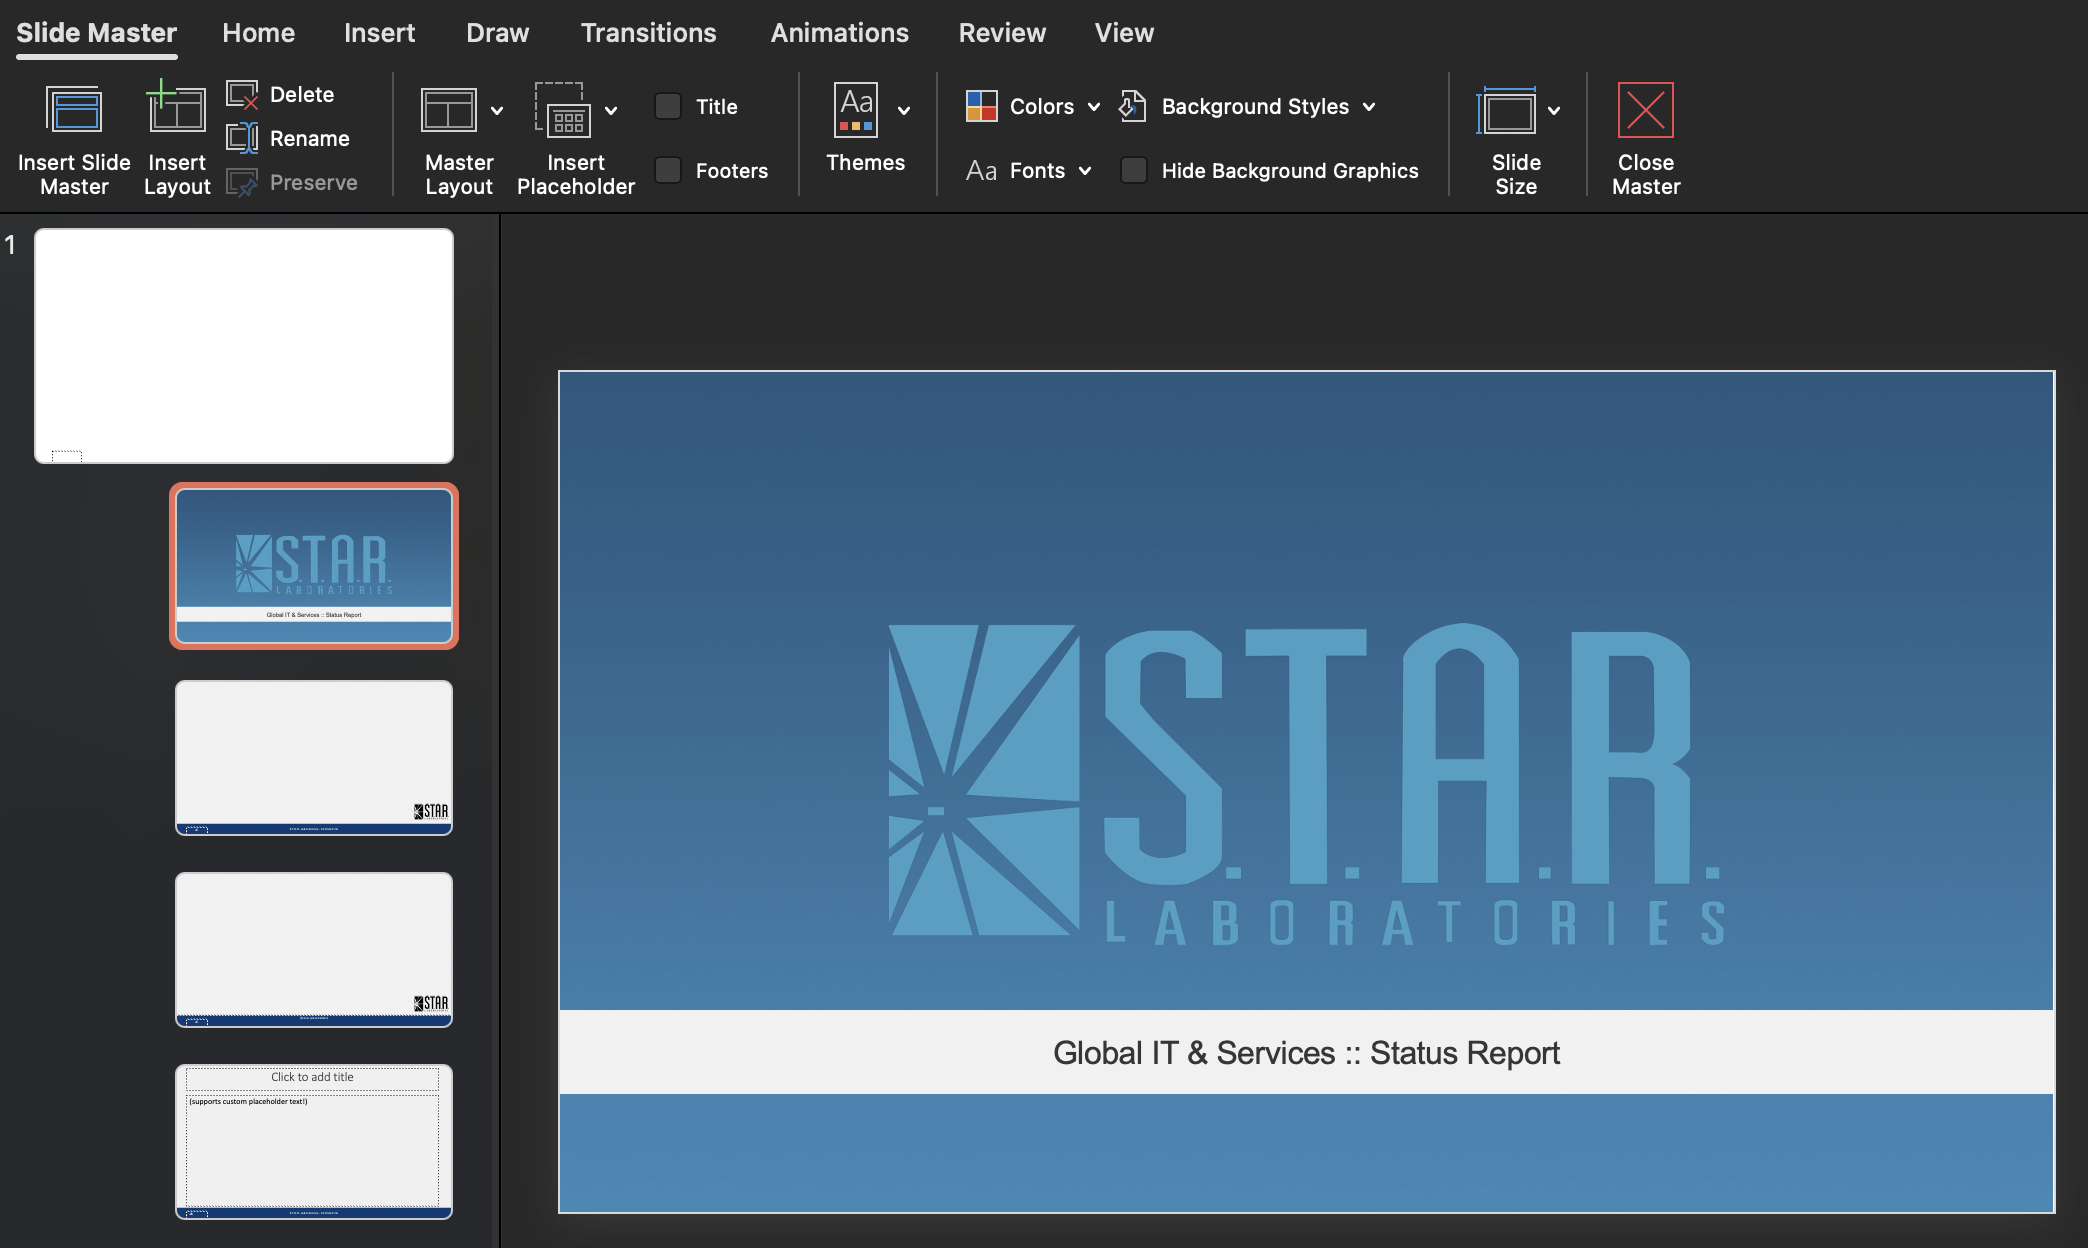 Slide Master Home Insert Draw Transitions Animations Review View
Insert Slide Master
Insert Layout
Delete
Rename
Preserve
Master Layout
Insert Placeholder
Title
Footers
Aa
Themes
Colors
Aa Fonts
Background Styles
Hide Background Graphics
Slide Size
Close Master
1
S.T.A.R.
LABORATORIES
Global IT & Services :: Status Report
STAR
STAR
Click to add title
(supports custom placeholder text!)
S.T.A.R.
LABORATORIES
Global IT & Services :: Status Report